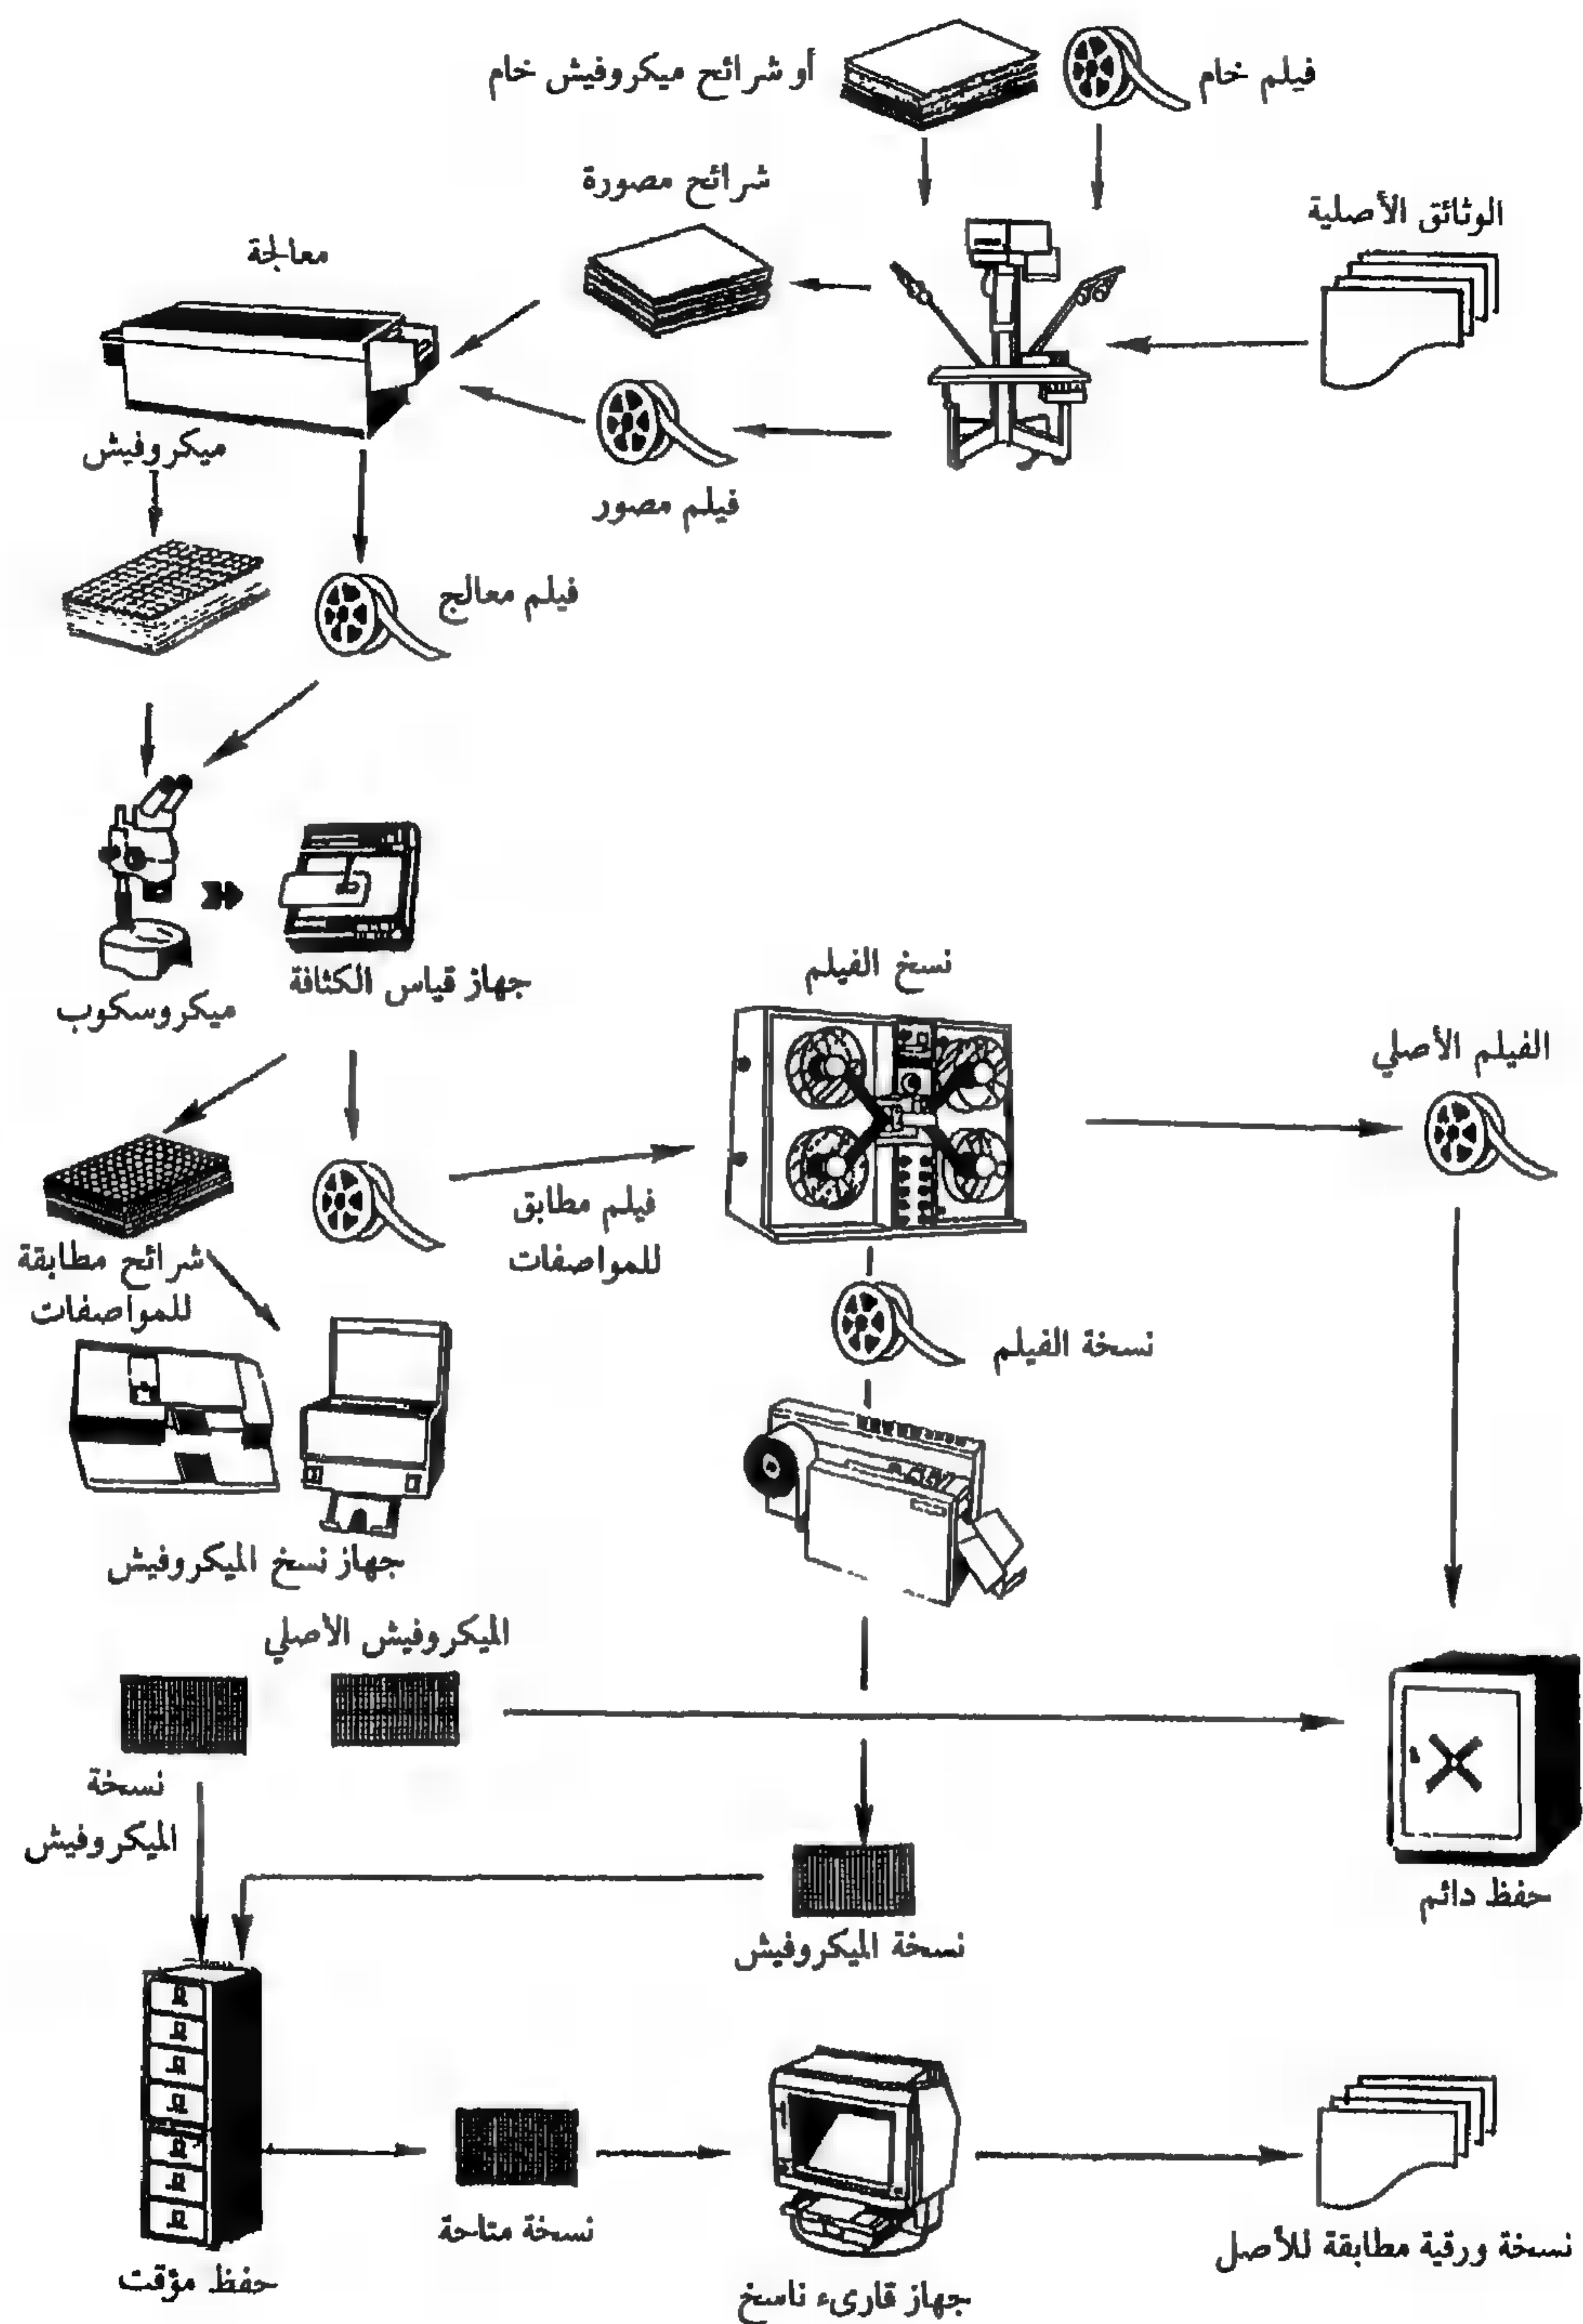 فيلم خام
أو شرائح ميكروفيش خام
شرائح مصورة
الوثائق الأصلية
معالجة
ميكروفيش
فيلم مصور
فيلم معالج
جهاز قياس الكثافة
ميكروسكوب
نسخ الفيلم
الفيلم الأصلي
فيلم مطابق
للمواصفات
شرائح مطابقة
للمواصفات
نسخة الفيلم
جهاز نسخ الميكروفيش
الميكروفيش الأصلي
نسخة
الميكروفيش
حفظ دائم
نسخة الميكروفيش
نسخة متاحة
نسخة ورقية مطابقة للأصل
حفظ مؤقت
جهاز قارىء ناسخ